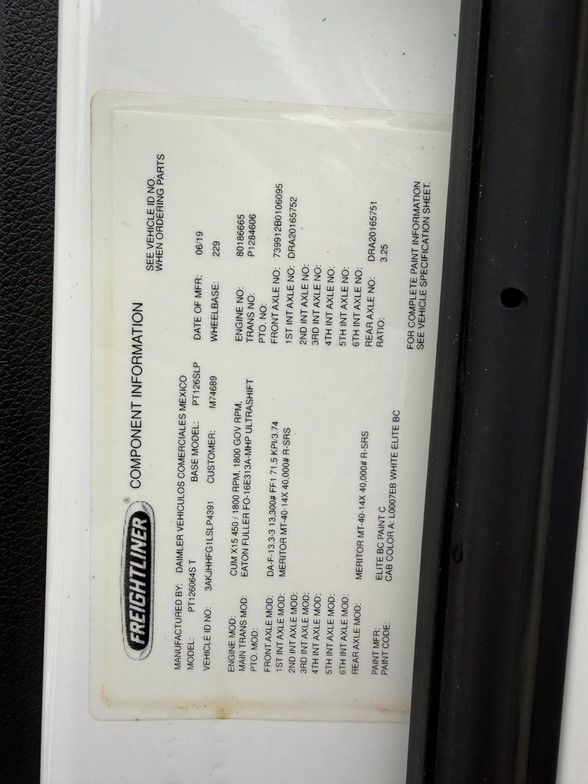 FREIGHTLINER® COMPONENT INFORMATION
SEE VEHICLE ID NO.
WHEN ORDERING PARTS
MANUFACTURED BY: DAIMLER VEHICULOS COMERCIALES MEXICO
MODEL: PT126064S T BASE MODEL: PT126SLP DATE OF MFR: 06/19
VEHICLE ID NO: 3AKJHHFG1LSLP4391 CUSTOMER: M74689 WHEELBASE: 229
ENGINE MOD: CUM X15 450 / 1800 RPM, 1800 GOV RPM, ENGINE NO: 80186665
MAIN TRANS MOD: EATON FULLER FO-16E313A-MHP ULTRASHIFT TRANS NO: P1284606
PTO. MOD: PTO. NO:
FRONT AXLE MOD: DA-F-13.3-3 13,300# FF1 71.5 KPI/3.74 FRONT AXLE NO: 739912B0106095
1ST INT AXLE MOD: MERITOR MT-40-14X 40,000# R-SRS 1ST INT AXLE NO: DRA20165752
2ND INT AXLE MOD: 2ND INT AXLE NO:
3RD INT AXLE MOD: 3RD INT AXLE NO:
4TH INT AXLE MOD: 4TH INT AXLE NO:
5TH INT AXLE MOD: 5TH INT AXLE NO:
6TH INT AXLE MOD: 6TH INT AXLE NO:
REAR AXLE MOD: MERITOR MT-40-14X 40,000# R-SRS REAR AXLE NO: DRA20165751
RATIO: 3.25
PAINT MFR: ELITE BC PAINT C
PAINT CODE: CAB COLOR A: L0007EB WHITE ELITE BC
FOR COMPLETE PAINT INFORMATION
SEE VEHICLE SPECIFICATION SHEET.